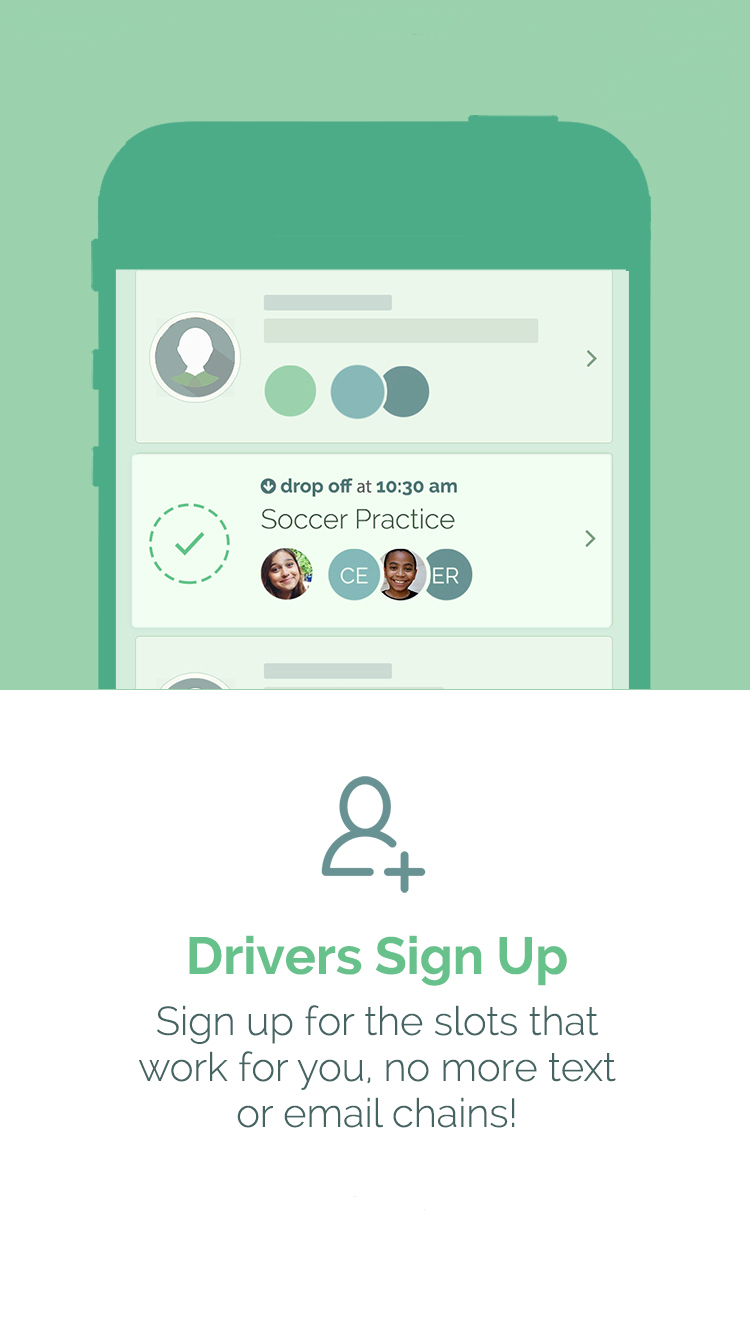 drop off at 10:30 am
Soccer Practice
CE
ER
Drivers Sign Up
Sign up for the slots that
work for you, no more text
or email chains!